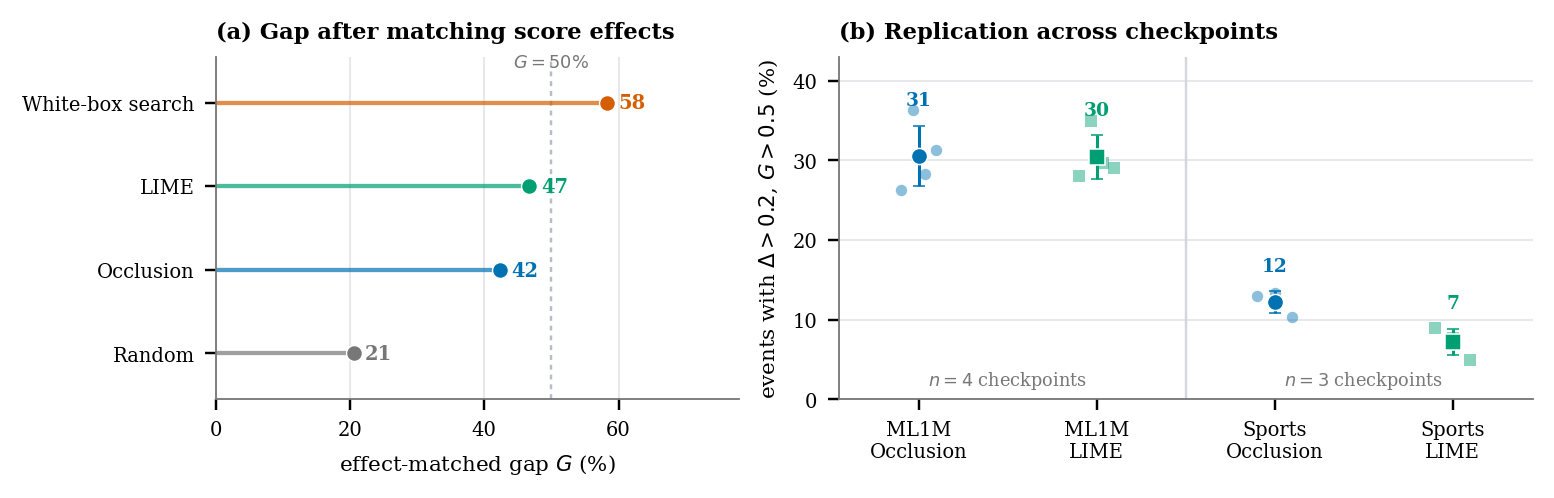 (a) Gap after matching score effects
G = 50%
White-box search
58
LIME
47
Occlusion
42
Random
21
0
20
40
60
effect-matched gap G (%)
(b) Replication across checkpoints
events with Δ > 0.2, G > 0.5 (%)
40
30
20
10
0
31
30
12
7
n = 4 checkpoints
n = 3 checkpoints
ML1M
Occlusion
ML1M
LIME
Sports
Occlusion
Sports
LIME